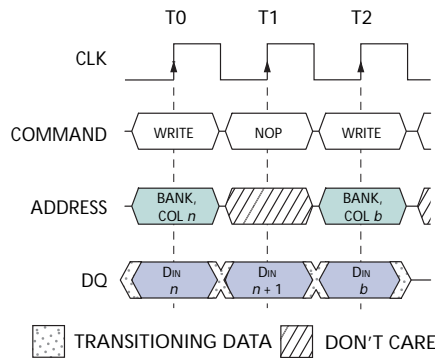 T0 T1 T2
CLK
COMMAND WRITE NOP WRITE
ADDRESS BANK, COL n BANK, COL b
DQ DIN n DIN n + 1 DIN b
TRANSITIONING DATA DON'T CARE